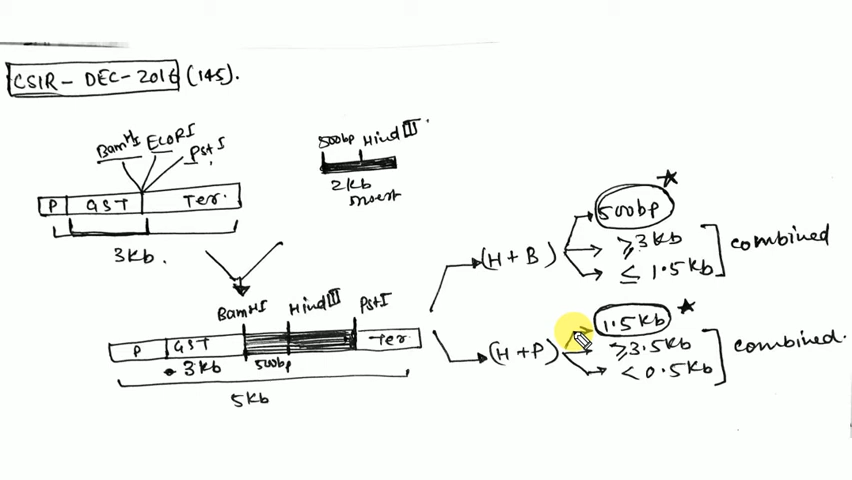 CSIR - DEC - 2016 (145).
BamHI EcoRI PstI
500bp HindIII.
2kb
insert
P GST Ter.
3kb.
500bp
(H + B)
≥ 3kb
≤ 1.5kb
combined
BamHI HindIII PstI
P GST Ter.
3kb 500bp
5kb
(H + P)
1.5kb
≥ 3.5kb
< 0.5kb
combined.